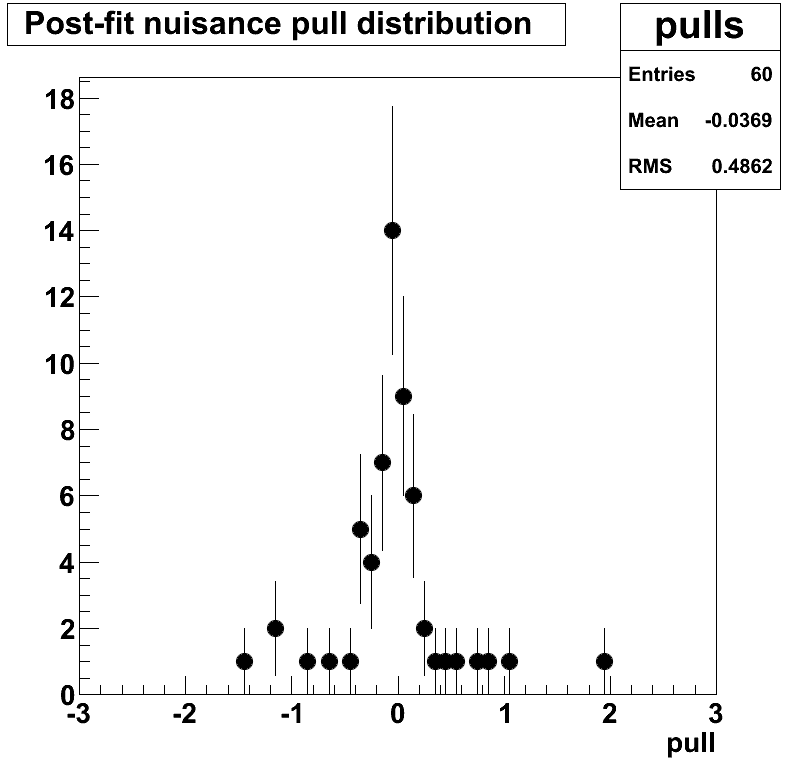 Post-fit nuisance pull distribution
pulls
Entries 60
Mean -0.0369
RMS 0.4862
18
16
14
12
10
8
6
4
2
0
-3 -2 -1 0 1 2 3
pull